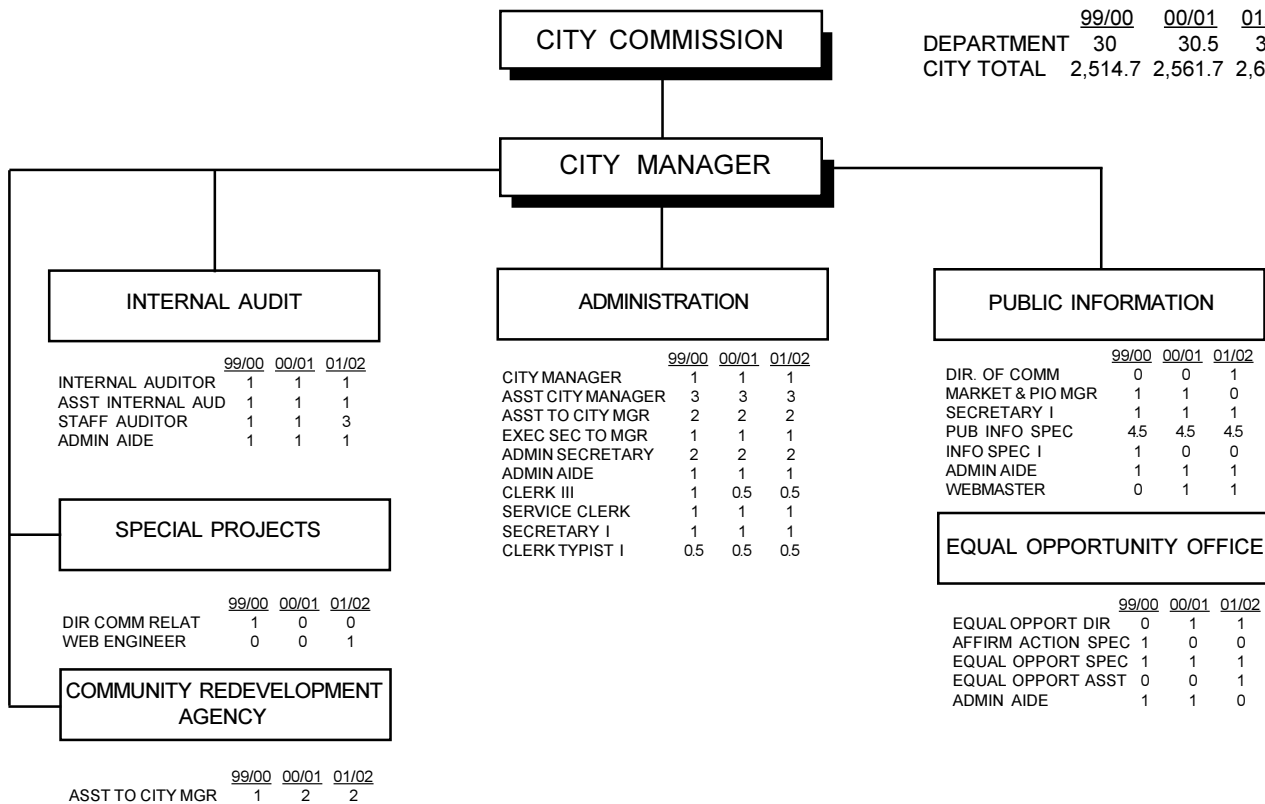 CITY COMMISSION
99/00 00/01 01
DEPARTMENT 30 30.5 3
CITY TOTAL 2,514.7 2,561.7 2,6
CITY MANAGER
INTERNAL AUDIT
99/00 00/01 01/02
INTERNAL AUDITOR 1 1 1
ASST INTERNAL AUD 1 1 1
STAFF AUDITOR 1 1 3
ADMIN AIDE 1 1 1
SPECIAL PROJECTS
99/00 00/01 01/02
DIR COMM RELAT 1 0 0
WEB ENGINEER 0 0 1
COMMUNITY REDEVELOPMENT
AGENCY
99/00 00/01 01/02
ASST TO CITY MGR 1 2 2
ADMINISTRATION
99/00 00/01 01/02
CITY MANAGER 1 1 1
ASST CITY MANAGER 3 3 3
ASST TO CITY MGR 2 2 2
EXEC SEC TO MGR 1 1 1
ADMIN SECRETARY 2 2 2
ADMIN AIDE 1 1 1
CLERK III 1 0.5 0.5
SERVICE CLERK 1 1 1
SECRETARY I 1 1 1
CLERK TYPIST I 0.5 0.5 0.5
PUBLIC INFORMATION
99/00 00/01 01/02
DIR. OF COMM 0 0 1
MARKET & PIO MGR 1 1 0
SECRETARY I 1 1 1
PUB INFO SPEC 4.5 4.5 4.5
INFO SPEC I 1 0 0
ADMIN AIDE 1 1 1
WEBMASTER 0 1 1
EQUAL OPPORTUNITY OFFICE
99/00 00/01 01/02
EQUAL OPPORT DIR 0 1 1
AFFIRM ACTION SPEC 1 0 0
EQUAL OPPORT SPEC 1 1 1
EQUAL OPPORT ASST 0 0 1
ADMIN AIDE 1 1 0